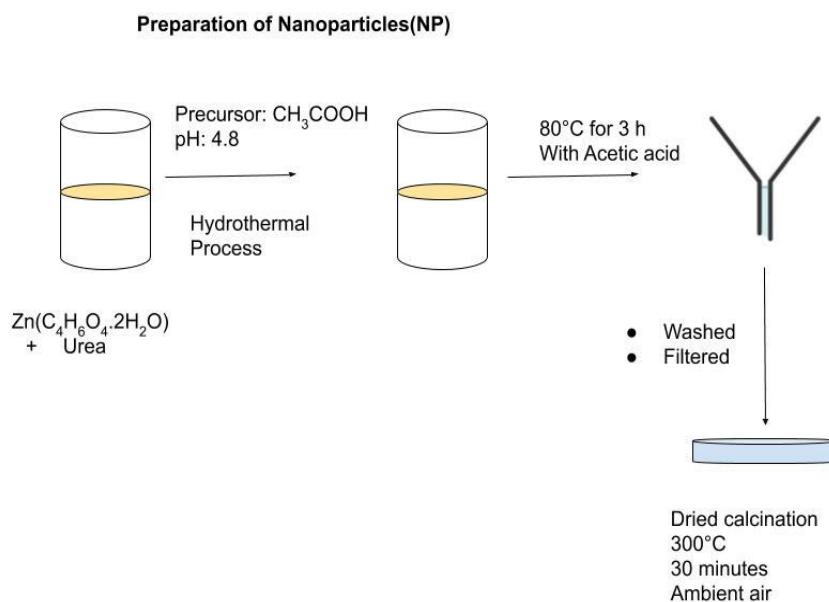 Preparation of Nanoparticles(NP)
Precursor: CH₃COOH
pH: 4.8
Hydrothermal
Process
80°C for 3 h
With Acetic acid
Zn(C₄H₆O₄.2H₂O)
+ Urea
● Washed
● Filtered
Dried calcination
300°C
30 minutes
Ambient air